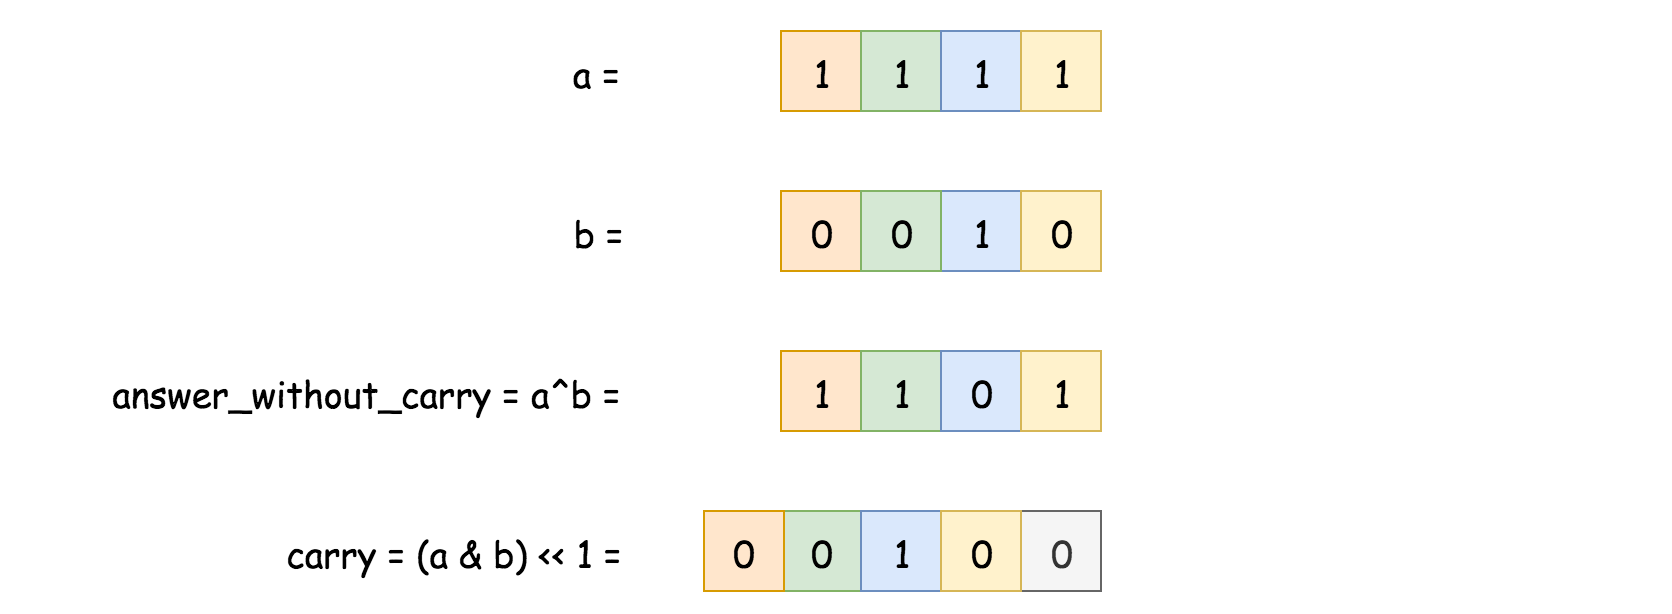 a = 1 1 1 1
b = 0 0 1 0
answer_without_carry = a^b = 1 1 0 1
carry = (a & b) << 1 = 0 0 1 0 0